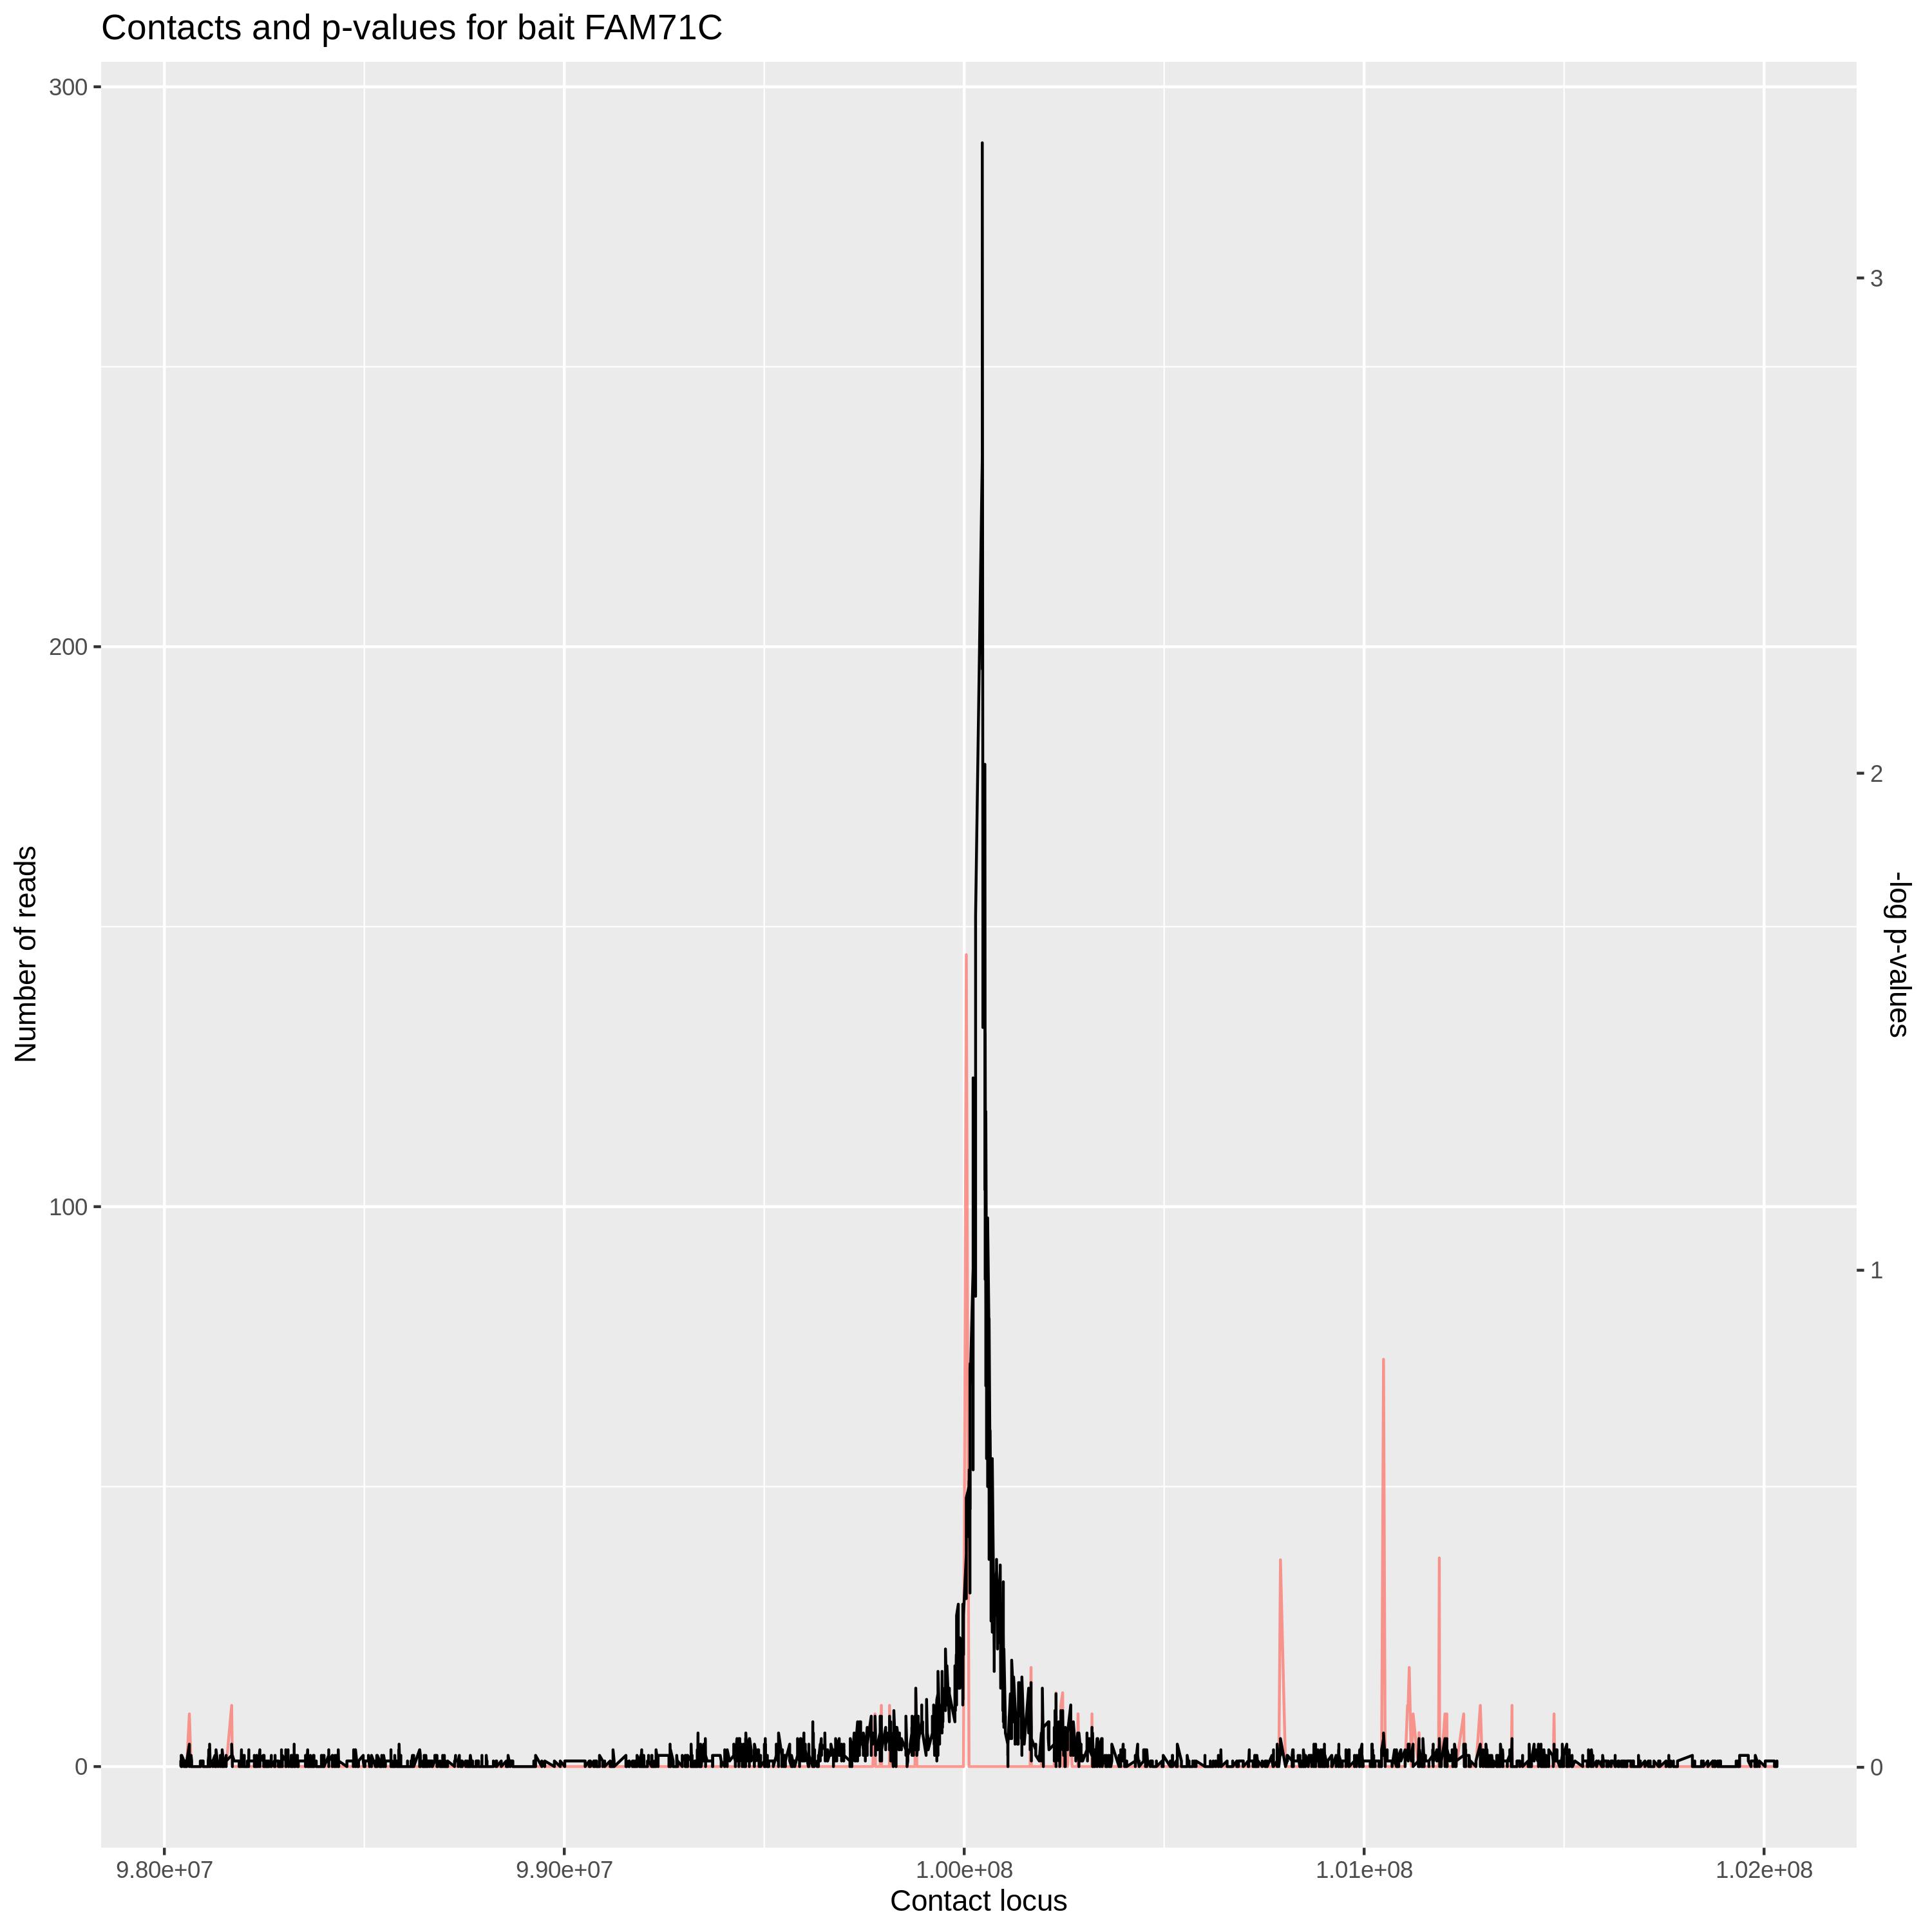 Contacts and p-values for bait FAM71C
300
200
100
0
Number of reads
3
2
1
0
-log p-values
9.80e+07
9.90e+07
1.00e+08
1.01e+08
1.02e+08
Contact locus